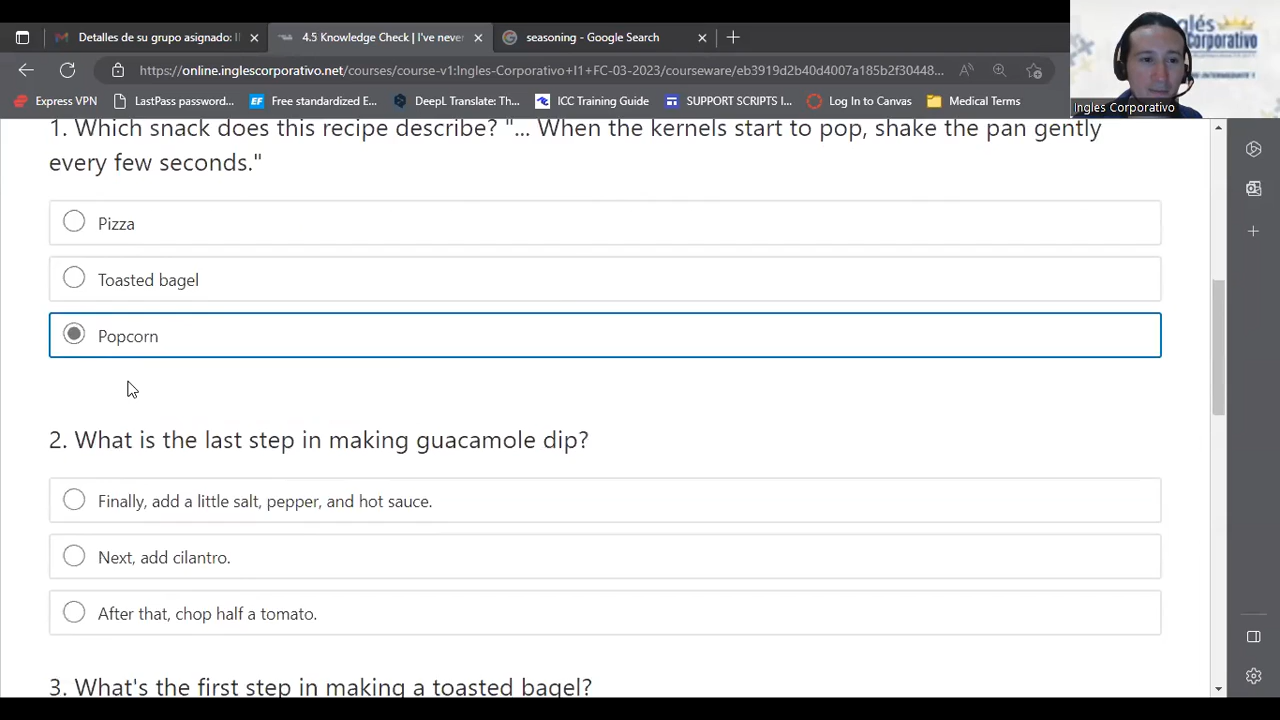 Detalles de su grupo asignado: I
4.5 Knowledge Check | I've never
seasoning - Google Search
https://online.inglescorporativo.net/courses/course-v1:Ingles-Corporativo+I1+FC-03-2023/courseware/eb3919d2b40d4007a185b2f30448...
Express VPN
LastPass password...
EF Free standardized E...
DeepL Translate: Th...
ICC Training Guide
SUPPORT SCRIPTS I...
Log In to Canvas
Medical Terms
glés
corporativo
Ingles Corporativo
1. Which snack does this recipe describe? "... When the kernels start to pop, shake the pan gently
every few seconds."
Pizza
Toasted bagel
Popcorn
2. What is the last step in making guacamole dip?
Finally, add a little salt, pepper, and hot sauce.
Next, add cilantro.
After that, chop half a tomato.
3. What's the first step in making a toasted bagel?